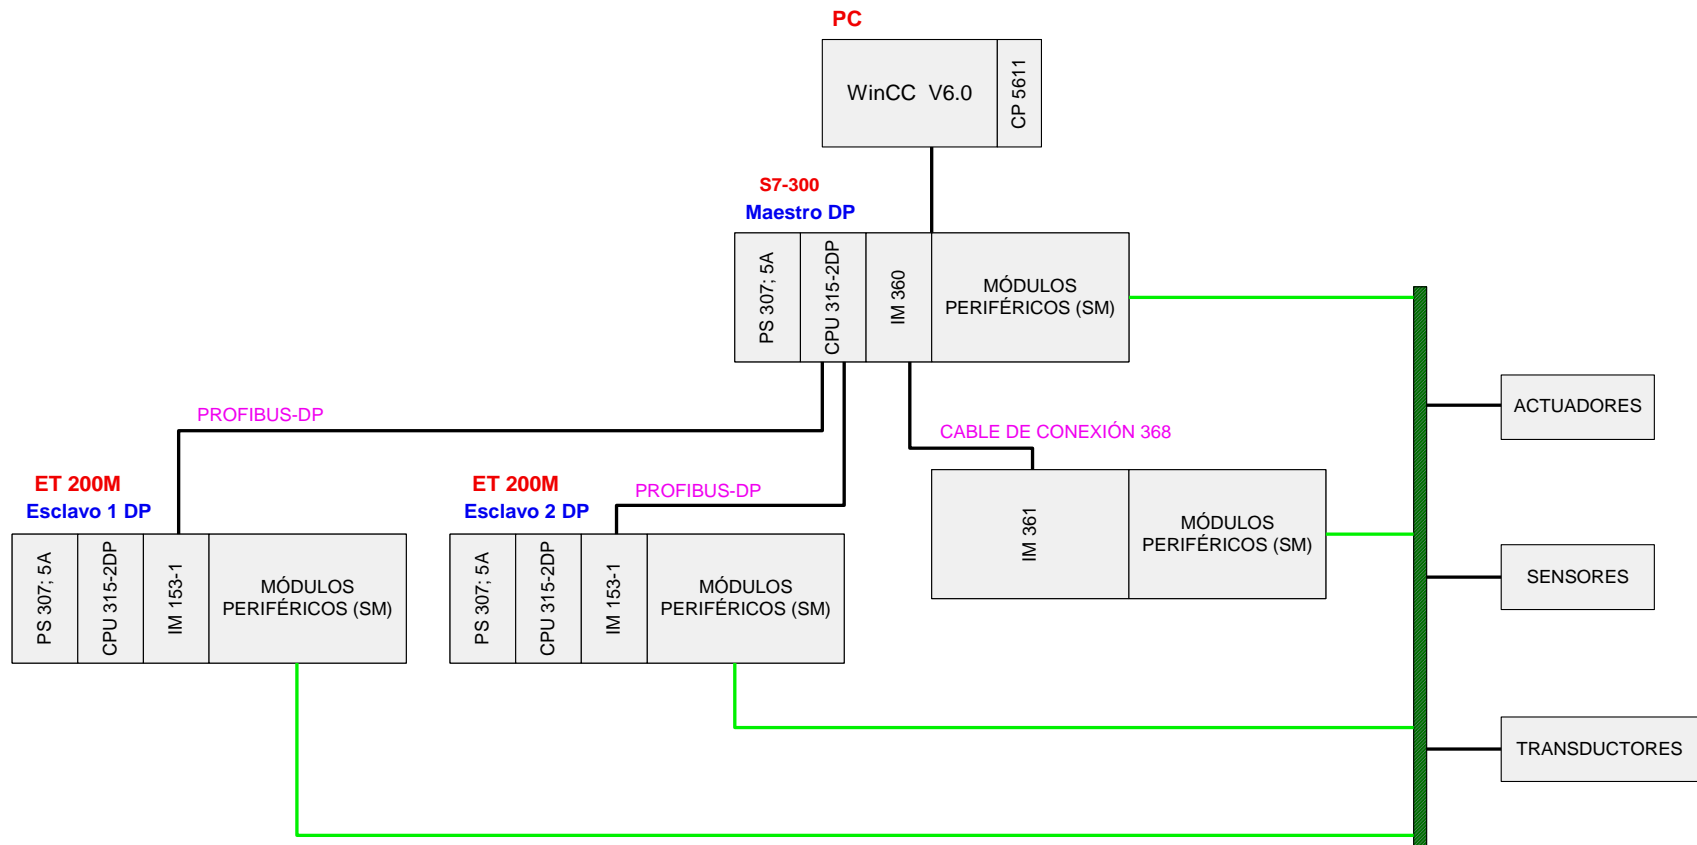 PC
WinCC V6.0
CP 5611
S7-300
Maestro DP
PS 307; 5A
CPU 315-2DP
IM 360
MÓDULOS
PERIFÉRICOS (SM)
ACTUADORES
PROFIBUS-DP
CABLE DE CONEXIÓN 368
ET 200M
Esclavo 1 DP
PS 307; 5A
CPU 315-2DP
IM 153-1
MÓDULOS
PERIFÉRICOS (SM)
ET 200M
Esclavo 2 DP
PROFIBUS-DP
PS 307; 5A
CPU 315-2DP
IM 153-1
MÓDULOS
PERIFÉRICOS (SM)
IM 361
MÓDULOS
PERIFÉRICOS (SM)
SENSORES
TRANSDUCTORES